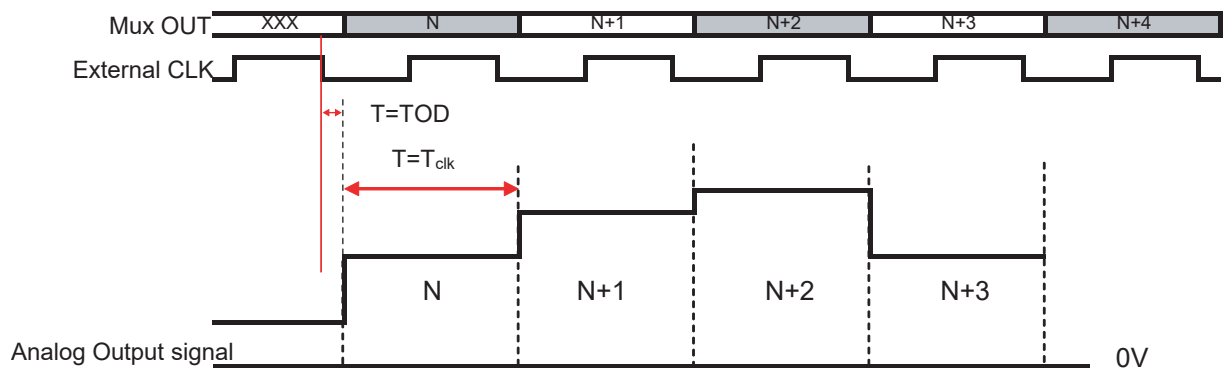 Mux OUT
XXX N N+1 N+2 N+3 N+4
External CLK
T=TOD
T=Tclk
N N+1 N+2 N+3
Analog Output signal
0V